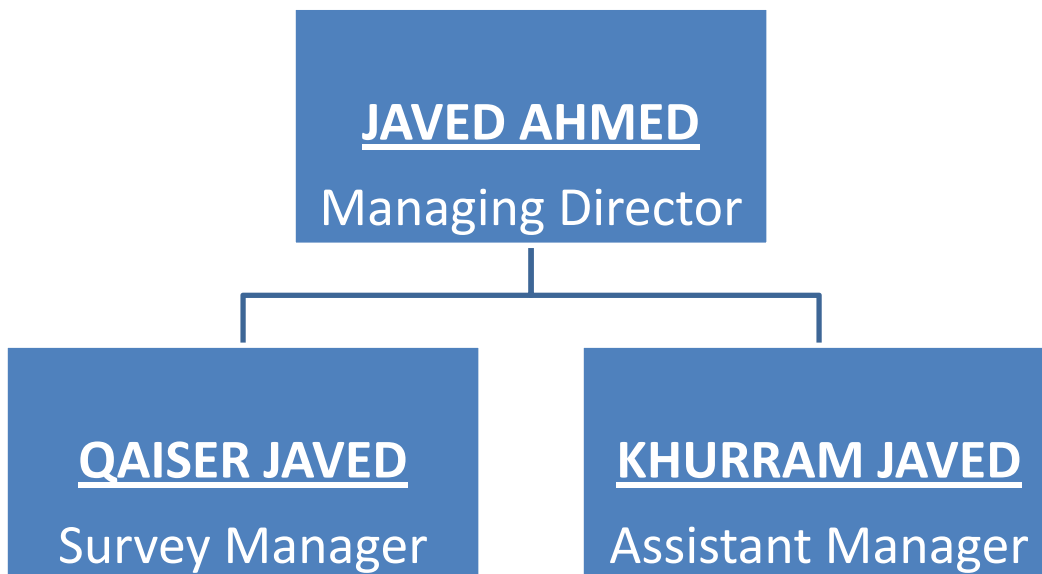 JAVED AHMED
Managing Director
QAISER JAVED
Survey Manager
KHURRAM JAVED
Assistant Manager